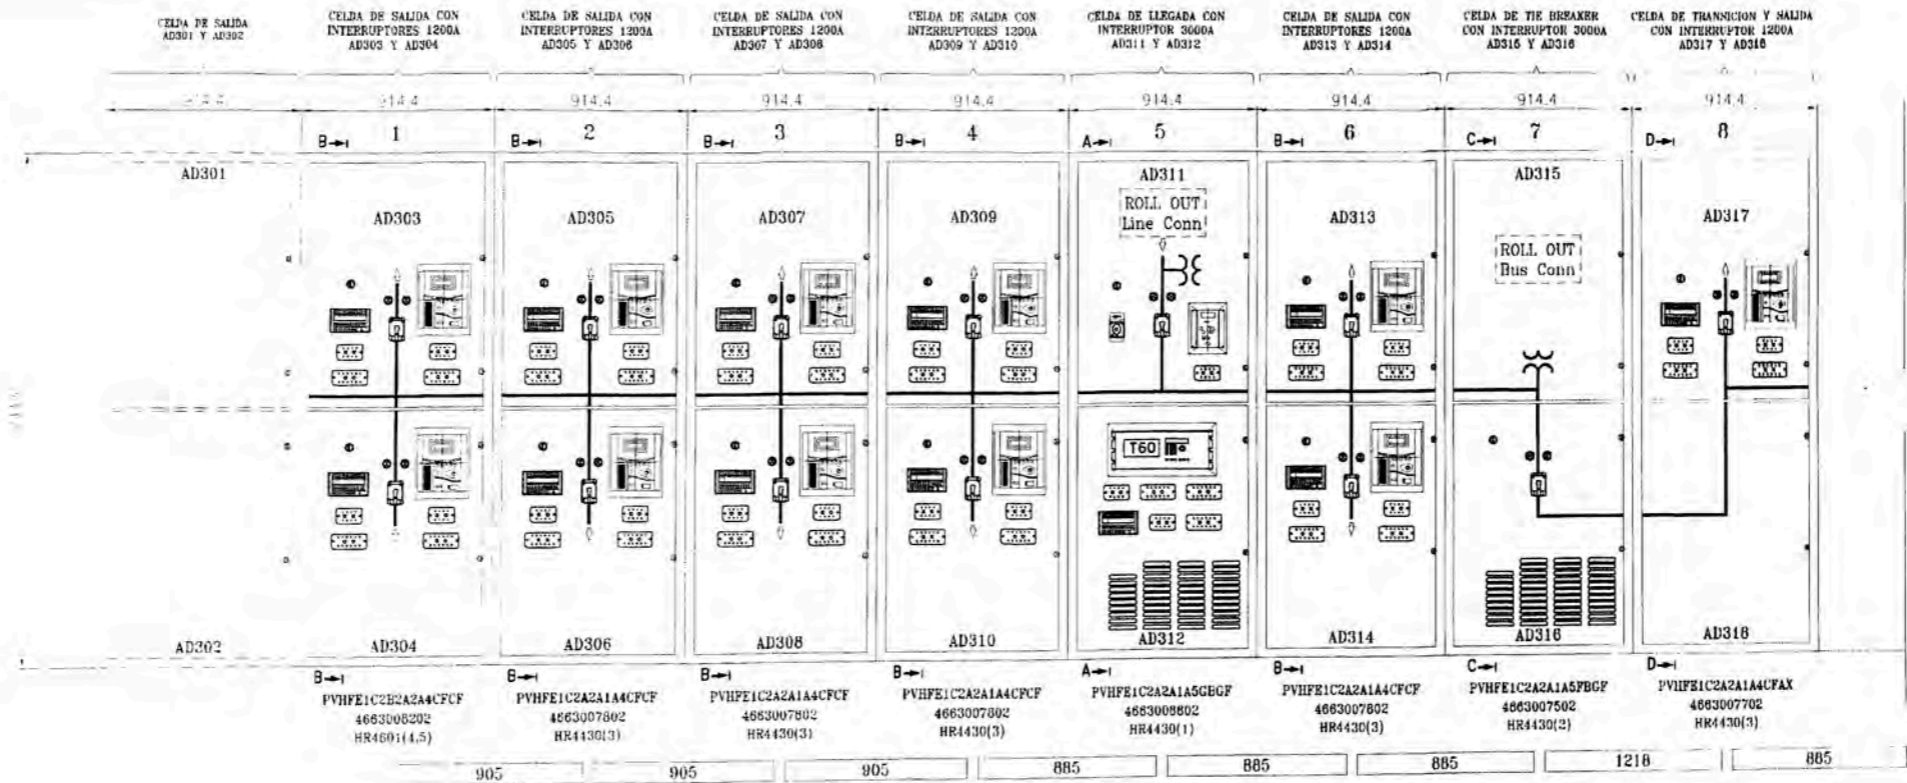 CELDA DE SALIDA
AD301 Y AD302
CELDA DE SALIDA CON
INTERRUPTORES 1200A
AD303 Y AD304
CELDA DE SALIDA CON
INTERRUPTORES 1200A
AD305 Y AD306
CELDA DE SALIDA CON
INTERRUPTORES 1200A
AD307 Y AD308
CELDA DE SALIDA CON
INTERRUPTORES 1200A
AD309 Y AD310
CELDA DE LLEGADA CON
INTERRUPTOR 3000A
AD311 Y AD312
CELDA DE SALIDA CON
INTERRUPTORES 1200A
AD313 Y AD314
CELDA DE TIE BREAKER
CON INTERRUPTOR 3000A
AD315 Y AD316
CELDA DE TRANSICION Y SALIDA
CON INTERRUPTOR 1200A
AD317 Y AD318
914.4 914.4 914.4 914.4 914.4 914.4 914.4 914.4
1 2 3 4 5 6 7 8
B B B B A B C D
AD301 AD311 AD315
AD303 AD305 AD307 AD309 AD313 AD317
ROLL OUT
Line Conn
ROLL OUT
Bus Conn
T60
AD302 AD304 AD306 AD308 AD310 AD312 AD314 AD316 AD318
B B B B A B C D
PVHFE1C2B2A2A4CFCF
4663008202
HR4601(4,5)
PVHFE1C2A2A1A4CFCF
4663007802
HR4430(3)
PVHFE1C2A2A1A4CFCF
4663007802
HR4430(3)
PVHFE1C2A2A1A4CFCF
4663007802
HR4430(3)
PVHFE1C2A2A1A5GBGF
4663008602
HR4430(1)
PVHFE1C2A2A1A4CFCF
4663007802
HR4430(3)
PVHFE1C2A2A1A5FBGF
4663007502
HR4430(2)
PVHFE1C2A2A1A4CFAX
4663007702
HR4430(3)
905 905 905 885 885 885 1218 885